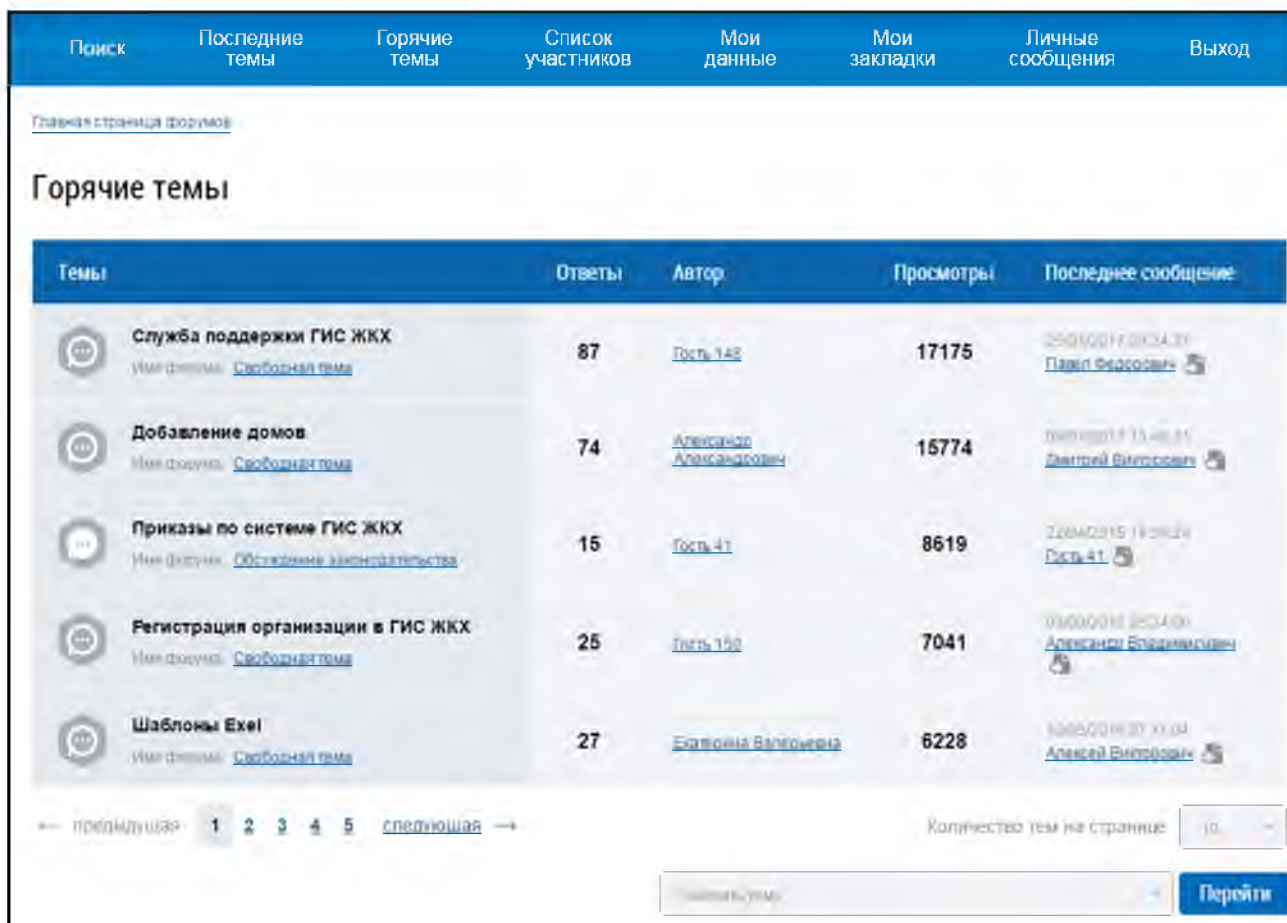 Поиск Последние темы Горячие темы Список участников Мои данные Мои закладки Личные сообщения Выход
Главная страница форумов
Горячие темы
Темы Ответы Автор Просмотры Последнее сообщение
Служба поддержки ГИС ЖКХ 87 Гость 148 17175
Имя форума: Свободная тема Павел Федорович
Добавление домов 74 Александр Александрович 15774
Имя форума: Свободная тема Дмитрий Викторович
Приказы по системе ГИС ЖКХ 15 Гость 41 8619
Имя форума: Обсуждение законодательства Гость 41
Регистрация организации в ГИС ЖКХ 25 Гость 150 7041
Имя форума: Свободная тема Александр Владимирович
Шаблоны Exel 27 Екатерина Валерьевна 6228
Имя форума: Свободная тема Алексей Викторович
← предыдущая 1 2 3 4 5 следующая → Количество тем на странице 10
Перейти